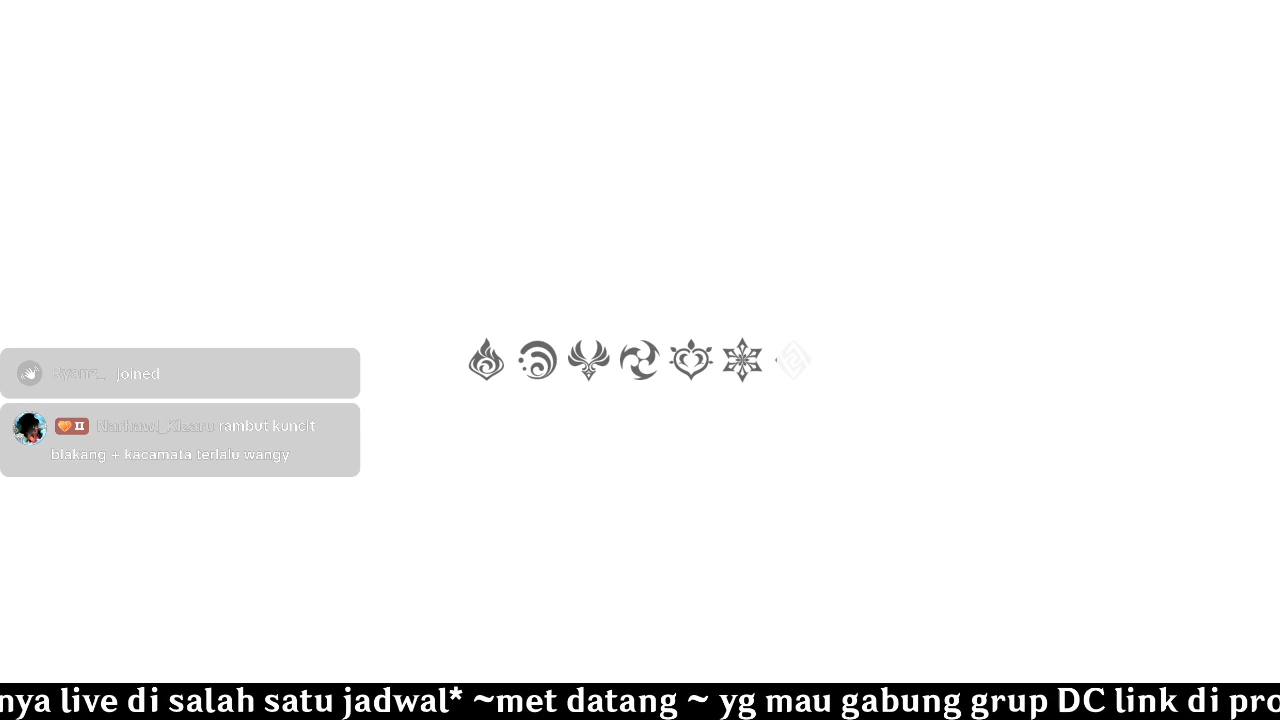 joined
Narhawl_Kizaru rambut kuncit
blakang + kacamata terlalu wangy
nya live di salah satu jadwal* ~met datang ~ yg mau gabung grup DC link di pro